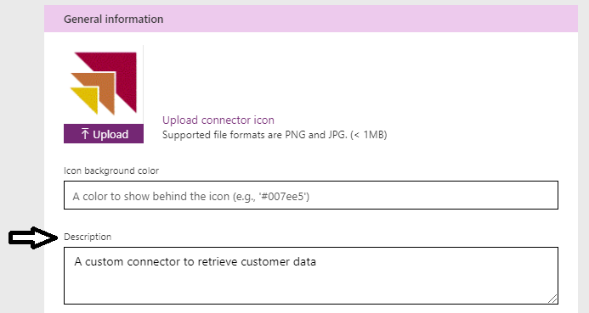 General information
Upload
Upload connector icon
Supported file formats are PNG and JPG. (< 1MB)
Icon background color
A color to show behind the icon (e.g., '#007ee5')
Description
A custom connector to retrieve customer data